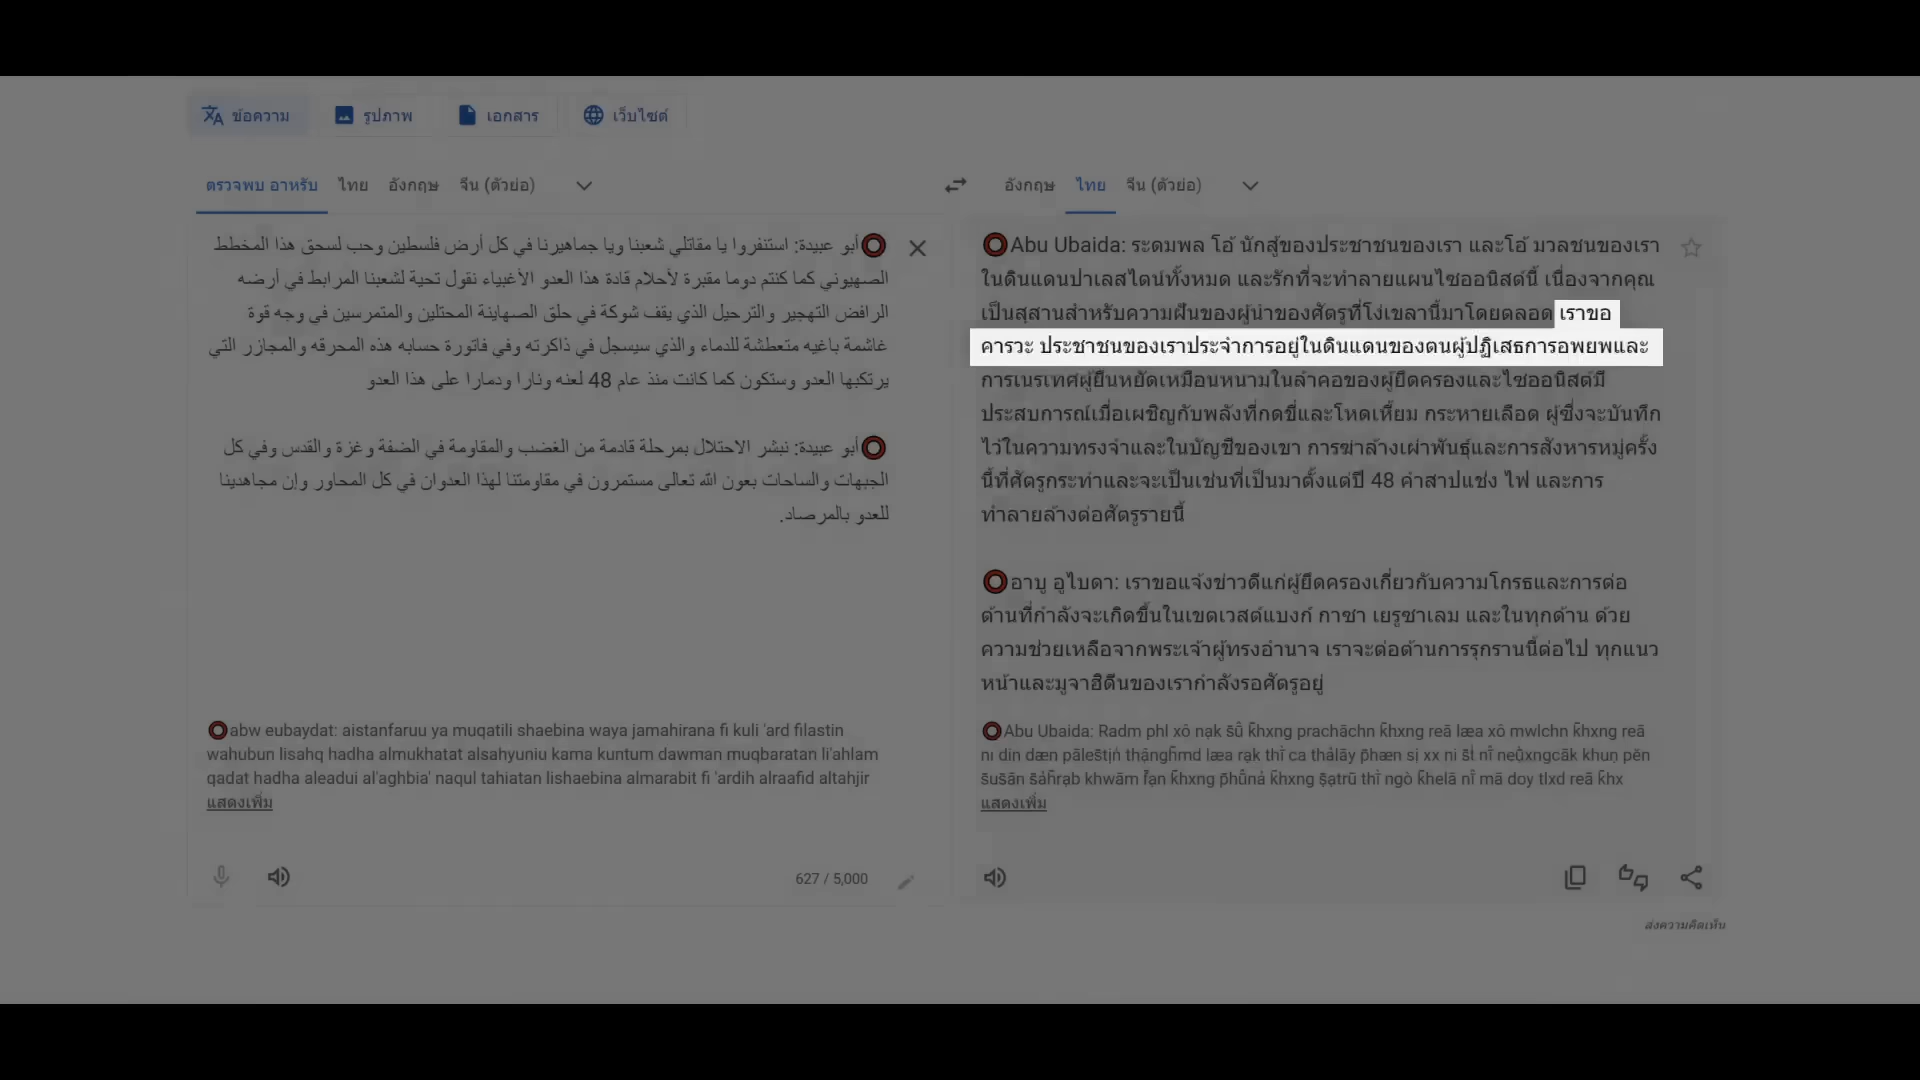 ข้อความ
รูปภาพ
เอกสาร
เว็บไซต์
ตรวจพบ อาหรับ
ไทย
อังกฤษ
จีน (ตัวย่อ)
อังกฤษ
ไทย
จีน (ตัวย่อ)
⭕أبو عبيدة: استنفروا يا مقاتلي شعبنا ويا جماهيرنا في كل أرض فلسطين وحب لسحق هذا المخطط
الصهيوني كما كنتم دوما مقبرة لأحلام قادة هذا العدو الأغبياء نقول تحية لشعبنا المرابط في أرضه
الرافض التهجير والترحيل الذي يقف شوكة في حلق الصهاينة المحتلين والمتمرسين في وجه قوة
غاشمة باغيه متعطشة للدماء والذي سيسجل في ذاكرته وفي فاتورة حسابه هذه المحرقه والمجازر التي
يرتكبها العدو وستكون كما كانت منذ عام 48 لعنه ونارا ودمارا على هذا العدو
⭕أبو عبيدة: نبشر الاحتلال بمرحلة قادمة من الغضب والمقاومة في الضفة وغزة والقدس وفي كل
الجبهات والساحات بعون الله تعالى مستمرون في مقاومتنا لهذا العدوان في كل المحاور وإن مجاهدينا
للعدو بالمرصاد.
⭕abw eubaydat: aistanfaruu ya muqatili shaebina waya jamahirana fi kuli 'ard filastin
wahubun lisahq hadha almukhatat alsahyuniu kama kuntum dawman muqbaratan li'ahlam
qadat hadha aleadui al'aghbia' naqul tahiatan lishaebina almarabit fi 'ardih alraafid altahjir
แสดงเพิ่ม
627 / 5,000
⭕Abu Ubaida: ระดมพล โอ้ นักสู้ของประชาชนของเรา และโอ้ มวลชนของเรา
ในดินแดนปาเลสไตน์ทั้งหมด และรักที่จะทำลายแผนไซออนิสต์นี้ เนื่องจากคุณ
เป็นสุสานสำหรับความฝันของผู้นำของศัตรูที่โง่เขลานี้มาโดยตลอด เราขอ
คารวะ ประชาชนของเราประจำการอยู่ในดินแดนของตนผู้ปฏิเสธการอพยพและ
การเนรเทศผู้ยืนหยัดเหมือนหนามในลำคอของผู้ยึดครองและไซออนิสต์มี
ประสบการณ์เมื่อเผชิญกับพลังที่กดขี่และโหดเหี้ยม กระหายเลือด ผู้ซึ่งจะบันทึก
ไว้ในความทรงจำและในบัญชีของเขา การฆ่าล้างเผ่าพันธุ์และการสังหารหมู่ครั้ง
นี้ที่ศัตรูกระทำและจะเป็นเช่นที่เป็นมาตั้งแต่ปี 48 คำสาปแช่ง ไฟ และการ
ทำลายล้างต่อศัตรูรายนี้
⭕อาบู อูไบดา: เราขอแจ้งข่าวดีแก่ผู้ยึดครองเกี่ยวกับความโกรธและการต่อ
ต้านที่กำลังจะเกิดขึ้นในเขตเวสต์แบงก์ กาซา เยรูซาเลม และในทุกด้าน ด้วย
ความช่วยเหลือจากพระเจ้าผู้ทรงอำนาจ เราจะต่อต้านการรุกรานนี้ต่อไป ทุกแนว
หน้าและมูจาฮิดีนของเรากำลังรอศัตรูอยู่
แสดงเพิ่ม
ส่งความคิดเห็น